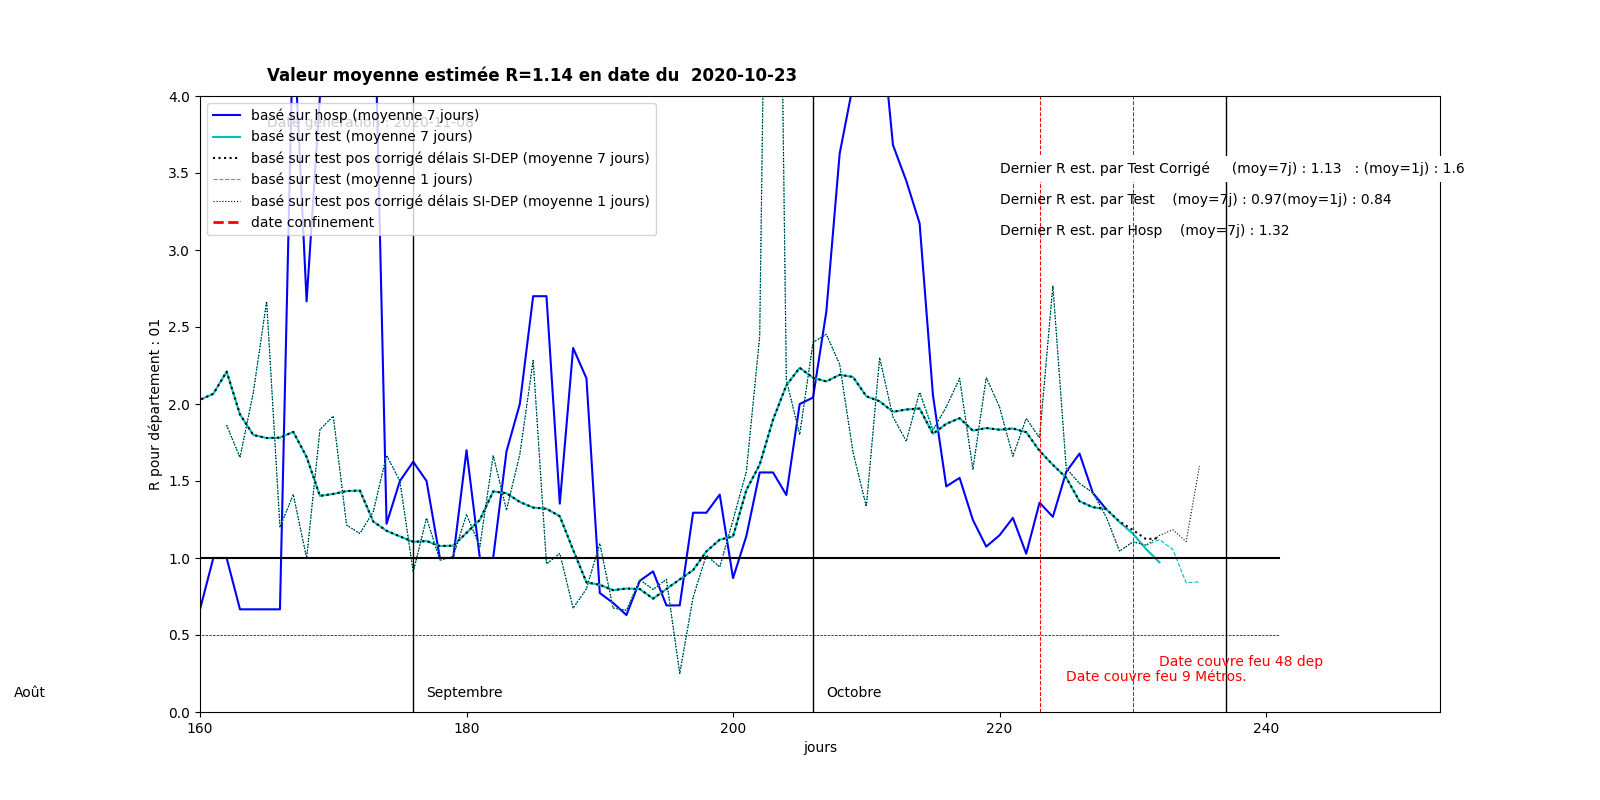 Valeur moyenne estimée R=1.14 en date du  2020-10-23
4.0
3.5
3.0
2.5
2.0
1.5
1.0
0.5
0.0
R pour département : 01
basé sur hosp (moyenne 7 jours)
Date génération : 2020-11-08
basé sur test (moyenne 7 jours)
basé sur test pos corrigé délais SI-DEP (moyenne 7 jours)
basé sur test (moyenne 1 jours)
basé sur test pos corrigé délais SI-DEP (moyenne 1 jours)
date confinement
Dernier R est. par Test Corrigé    (moy=7j) : 1.13   : (moy=1j) : 1.6
Dernier R est. par Test    (moy=7j) : 0.97(moy=1j) : 0.84
Dernier R est. par Hosp    (moy=7j) : 1.32
Date couvre feu 48 dep
Date couvre feu 9 Métros.
Août
Septembre
Octobre
160
180
200
220
240
jours